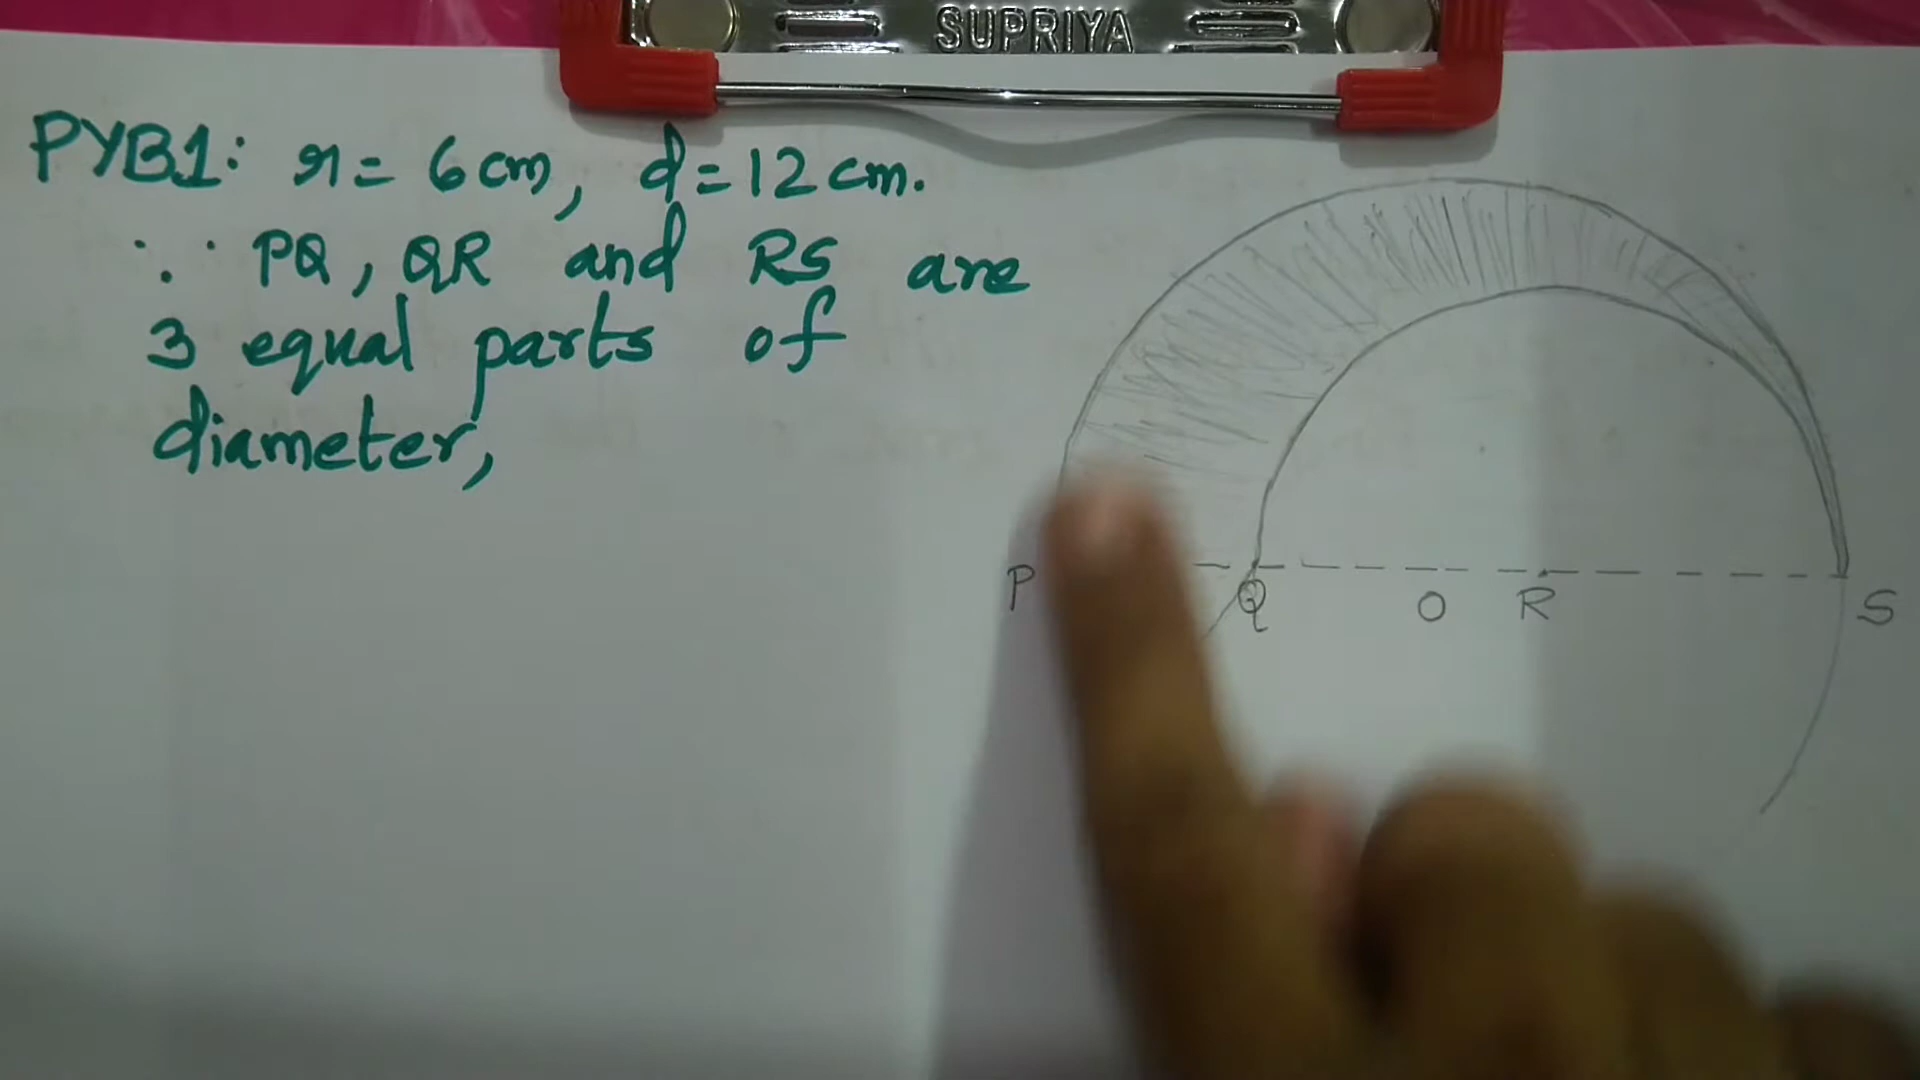 SUPRIYA
PYB1: r = 6 cm, d = 12 cm.
∵ PQ, QR and RS are
3 equal parts of
diameter,
P Q O R S